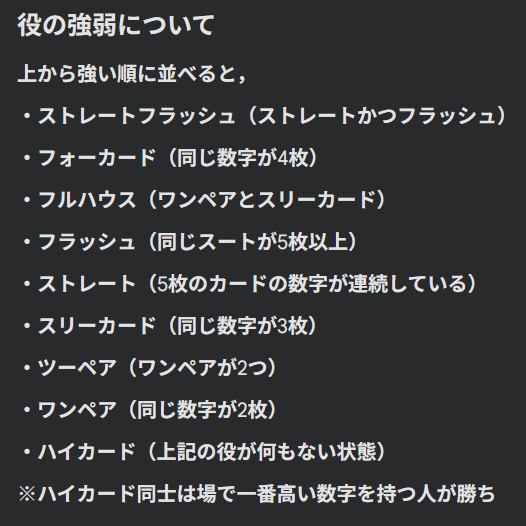 役の強弱について
上から強い順に並べると，
・ストレートフラッシュ（ストレートかつフラッシュ）
・フォーカード（同じ数字が4枚）
・フルハウス（ワンペアとスリーカード）
・フラッシュ（同じスートが5枚以上）
・ストレート（5枚のカードの数字が連続している）
・スリーカード（同じ数字が3枚）
・ツーペア（ワンペアが2つ）
・ワンペア（同じ数字が2枚）
・ハイカード（上記の役が何もない状態）
※ハイカード同士は場で一番高い数字を持つ人が勝ち